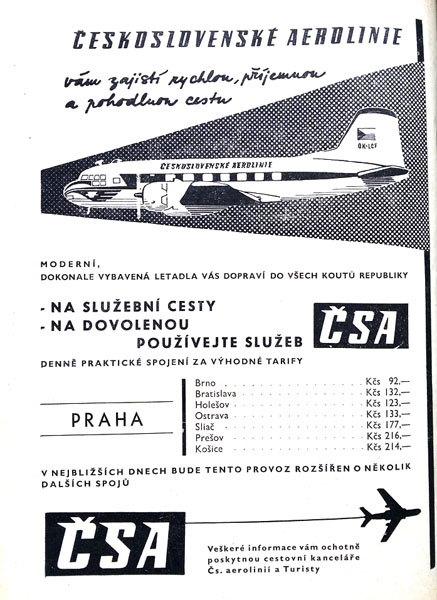 ČESKOSLOVENSKÉ AEROLINIE
vám zajistí rychlou, příjemnou
a pohodlnou cestu
OK-LCF
ČESKOSLOVENSKÉ AEROLINIE
MODERNÍ,
DOKONALE VYBAVENÁ LETADLA VÁS DOPRAVÍ DO VŠECH KOUTŮ REPUBLIKY
- NA SLUŽEBNÍ CESTY
- NA DOVOLENOU
POUŽÍVEJTE SLUŽEB
ČSA
DENNĚ PRAKTICKÉ SPOJENÍ ZA VÝHODNÉ TARIFY
PRAHA
Brno . . . . . . . . . . . . . . Kčs 92,—
Bratislava . . . . . . . . . . . . Kčs 132,—
Holešov . . . . . . . . . . . . . Kčs 123,—
Ostrava . . . . . . . . . . . . . Kčs 133,—
Sliač . . . . . . . . . . . . . . Kčs 177,—
Prešov . . . . . . . . . . . . . Kčs 216,—
Košice . . . . . . . . . . . . . Kčs 214,—
V NEJBLIŽŠÍCH DNECH BUDE TENTO PROVOZ ROZŠÍŘEN O NĚKOLIK
DALŠÍCH SPOJŮ
ČSA
Veškeré informace vám ochotně
poskytnou cestovní kanceláře
Čs. aerolinií a Turisty